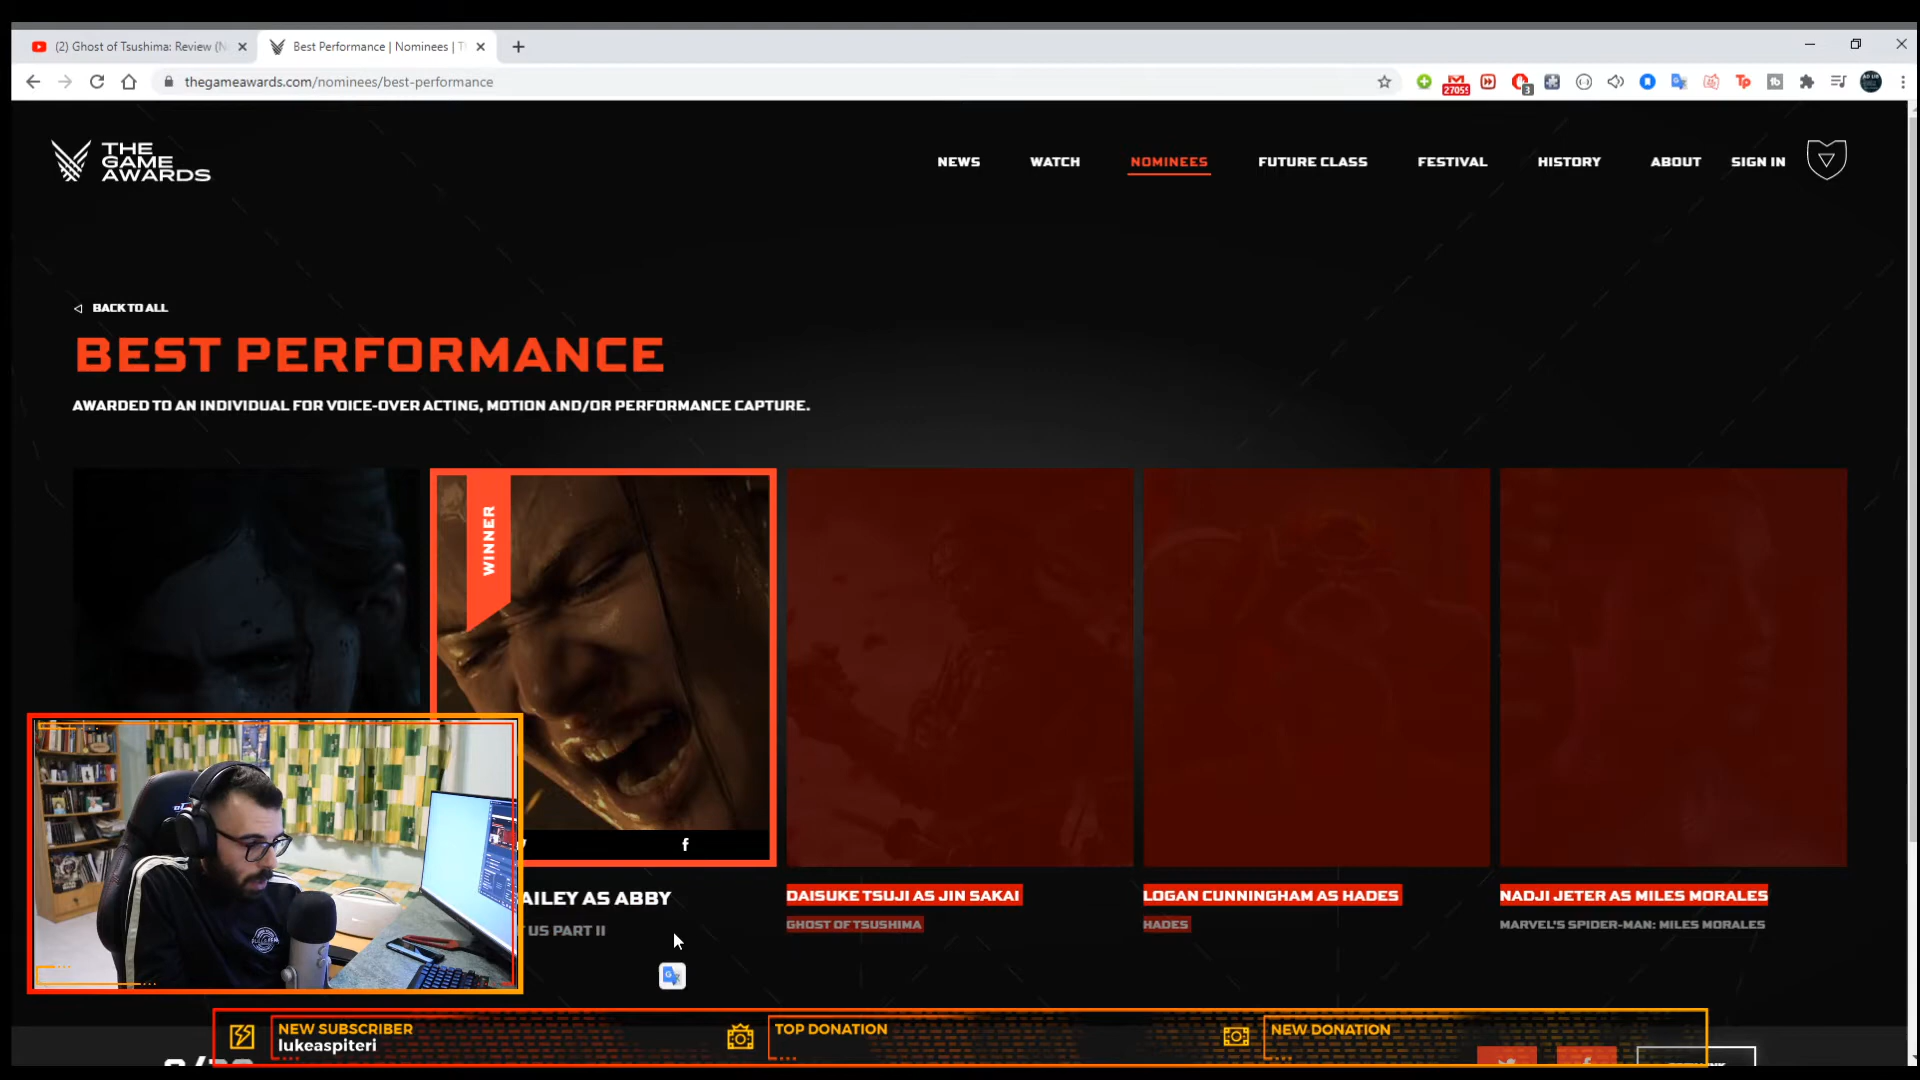 (2) Ghost of Tsushima: Review (N
Best Performance | Nominees | T
thegameawards.com/nominees/best-performance
27055
3
THE
GAME
AWARDS
NEWS
WATCH
NOMINEES
FUTURE CLASS
FESTIVAL
HISTORY
ABOUT
SIGN IN
BACK TO ALL
BEST PERFORMANCE
AWARDED TO AN INDIVIDUAL FOR VOICE-OVER ACTING, MOTION AND/OR PERFORMANCE CAPTURE.
WINNER
AILEY AS ABBY
US PART II
DAISUKE TSUJI AS JIN SAKAI
GHOST OF TSUSHIMA
LOGAN CUNNINGHAM AS HADES
HADES
NADJI JETER AS MILES MORALES
MARVEL'S SPIDER-MAN: MILES MORALES
NEW SUBSCRIBER
lukeaspiteri
TOP DONATION
NEW DONATION